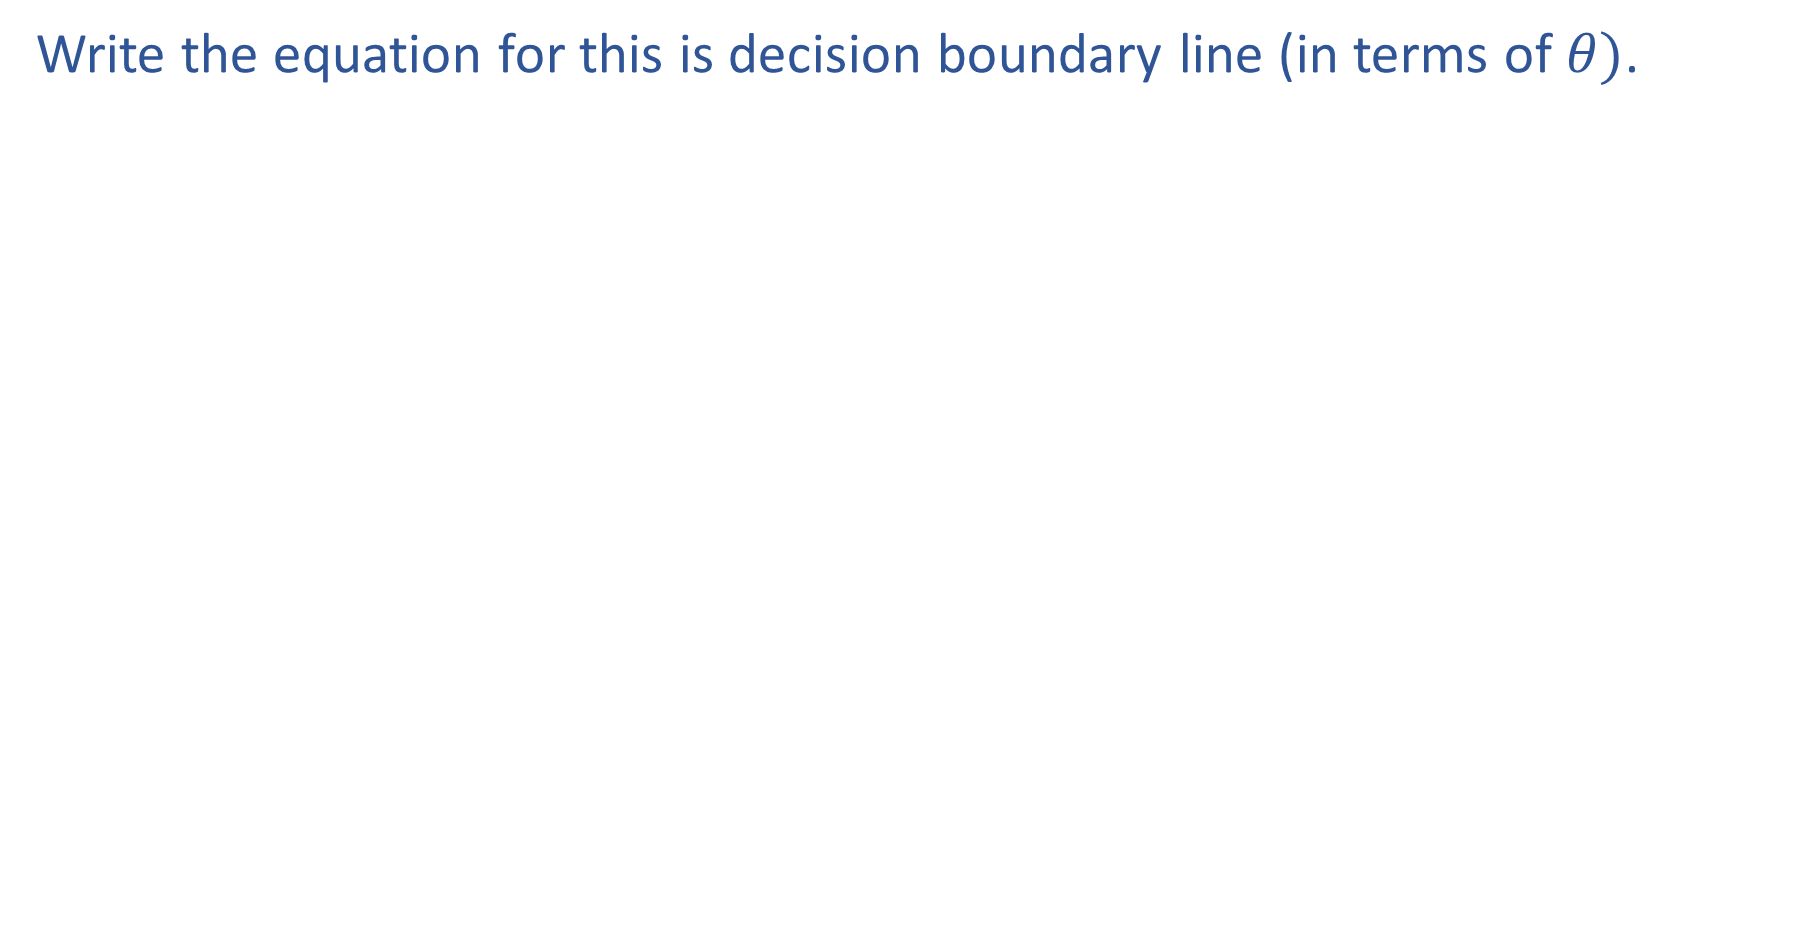 Write the equation for this is decision boundary line (in terms of θ).